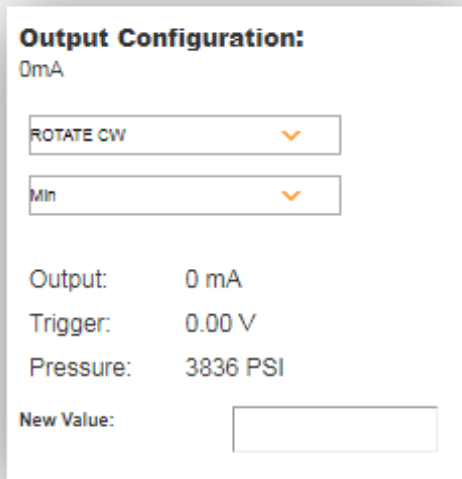 Output Configuration:
0mA
ROTATE CW
Min
Output: 0 mA
Trigger: 0.00 V
Pressure: 3836 PSI
New Value: